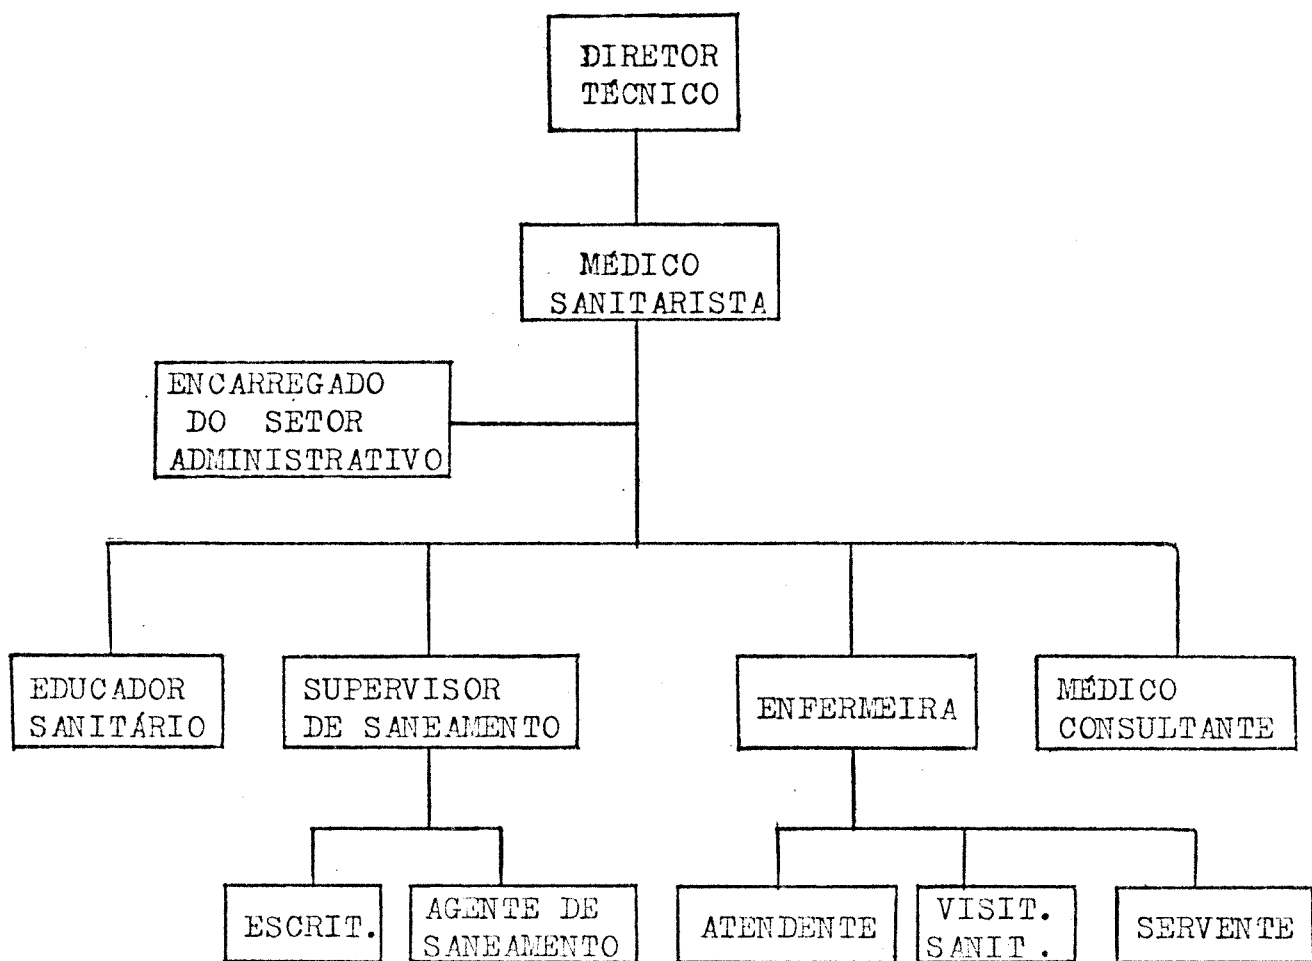 DIRETOR
TÉCNICO
MÉDICO
SANITARISTA
ENCARREGADO
DO SETOR
ADMINISTRATIVO
EDUCADOR
SANITÁRIO
SUPERVISOR
DE SANEAMENTO
ENFERMEIRA
MÉDICO
CONSULTANTE
ESCRIT.
AGENTE DE
SANEAMENTO
ATENDENTE
VISIT.
SANIT.
SERVENTE